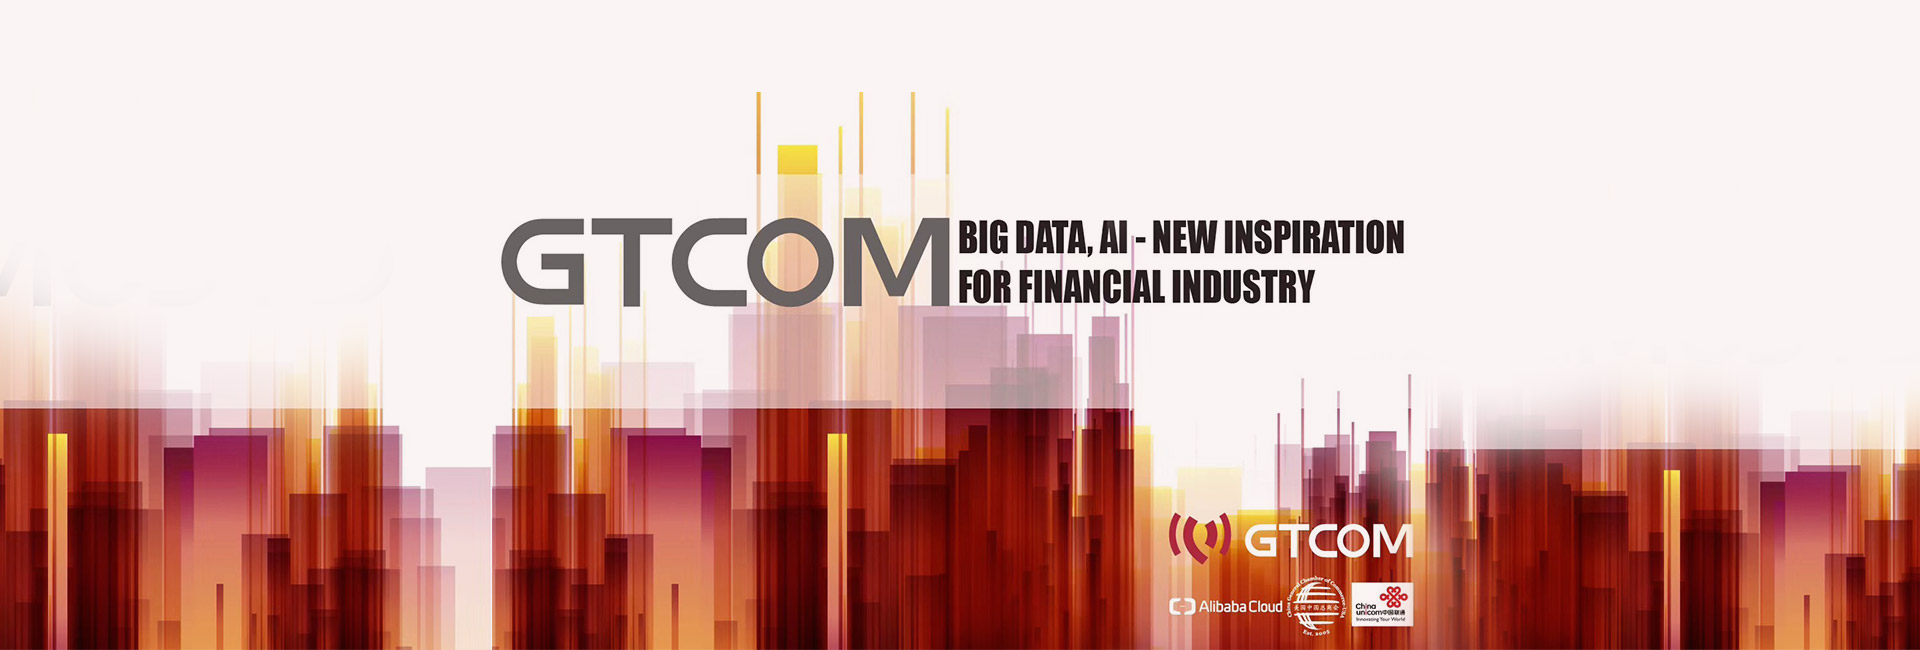 GTCOM
BIG DATA, AI - NEW INSPIRATION
FOR FINANCIAL INDUSTRY
GTCOM
Alibaba Cloud
China General Chamber of Commerce
美国中国总商会
Est. 2005
China
unicom中国联通
Innovating Your World